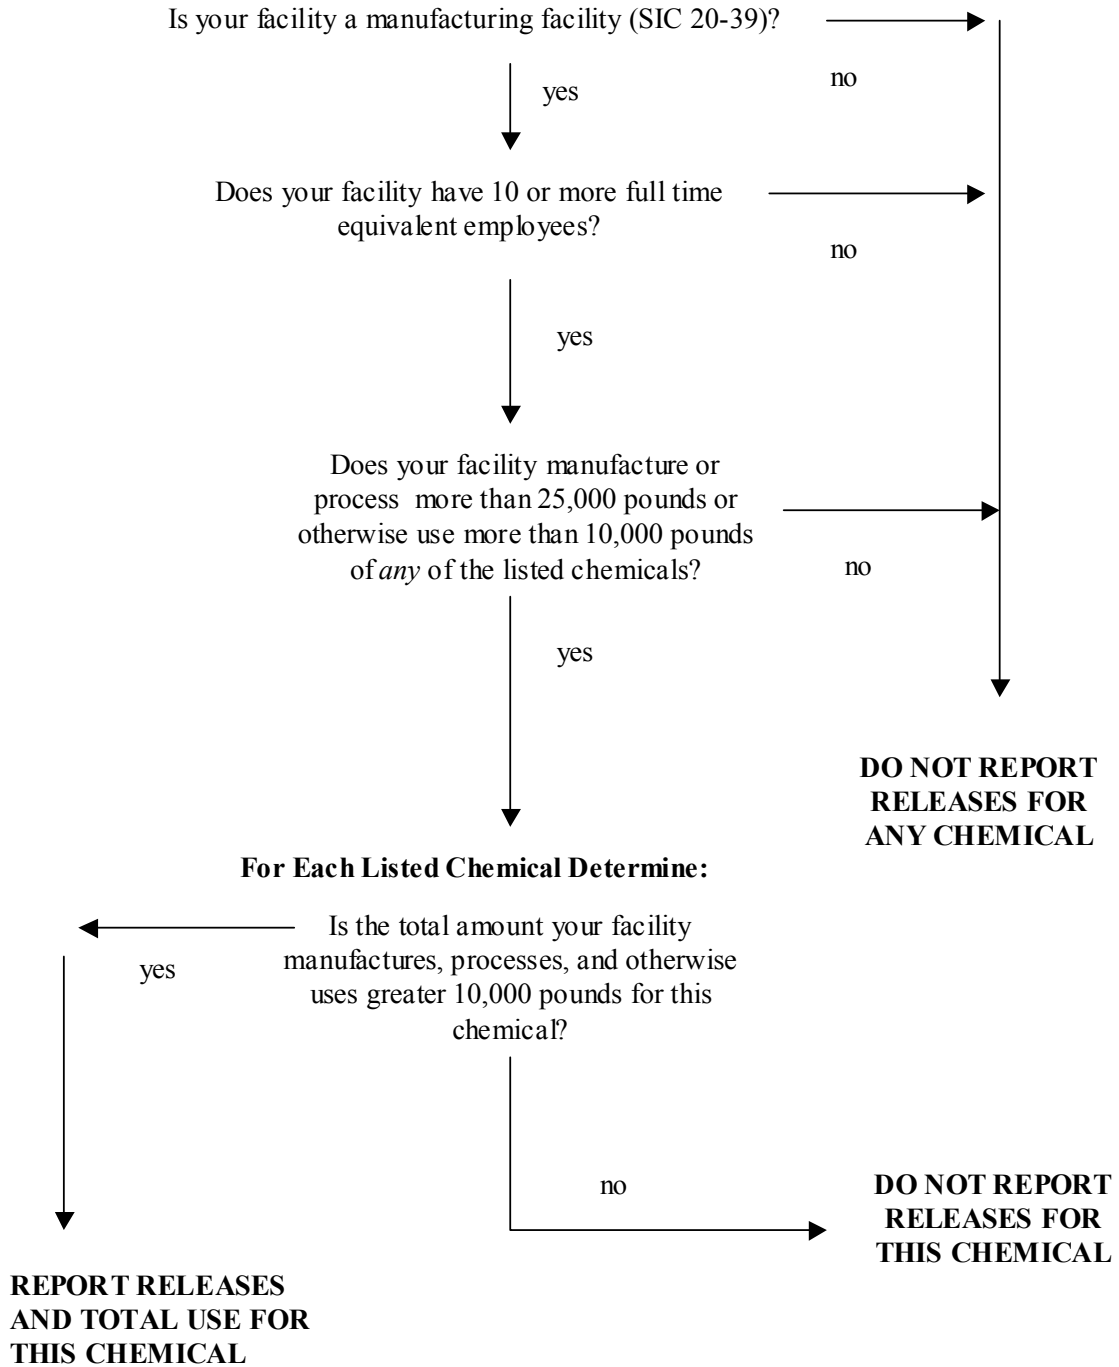 Is your facility a manufacturing facility (SIC 20-39)?
no
yes
Does your facility have 10 or more full time
equivalent employees?
no
yes
Does your facility manufacture or
process more than 25,000 pounds or
otherwise use more than 10,000 pounds
of any of the listed chemicals?
no
yes
DO NOT REPORT
RELEASES FOR
ANY CHEMICAL
For Each Listed Chemical Determine:
Is the total amount your facility
manufactures, processes, and otherwise
uses greater 10,000 pounds for this
chemical?
yes
no
DO NOT REPORT
RELEASES FOR
THIS CHEMICAL
REPORT RELEASES
AND TOTAL USE FOR
THIS CHEMICAL